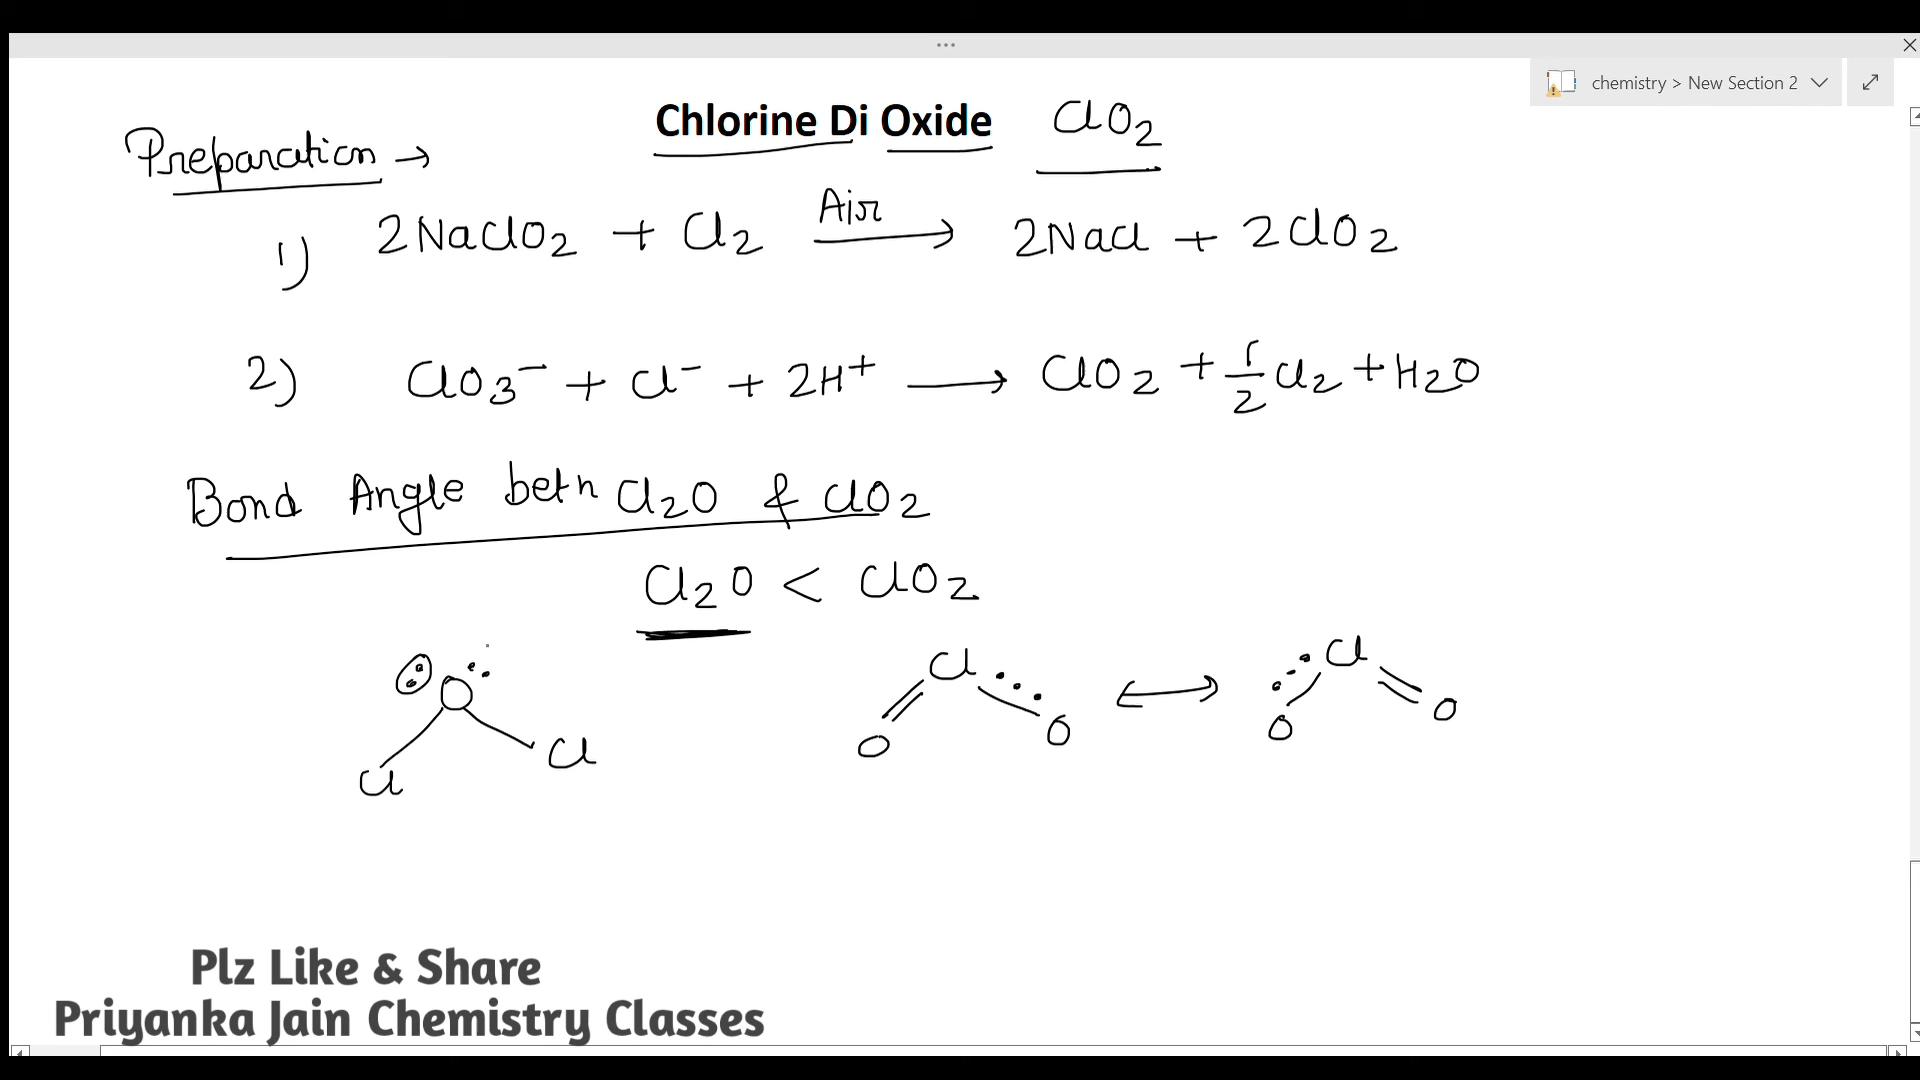 chemistry > New Section 2
Chlorine Di Oxide ClO2
Preparation →
1) 2NaClO2 + Cl2 Air → 2NaCl + 2ClO2
2) ClO3⁻ + Cl⁻ + 2H⁺ → ClO2 + 1/2 Cl2 + H2O
Bond Angle betn Cl2O & ClO2
Cl2O < ClO2
O Cl Cl
Cl O O ↔ Cl O O
Plz Like & Share
Priyanka Jain Chemistry Classes